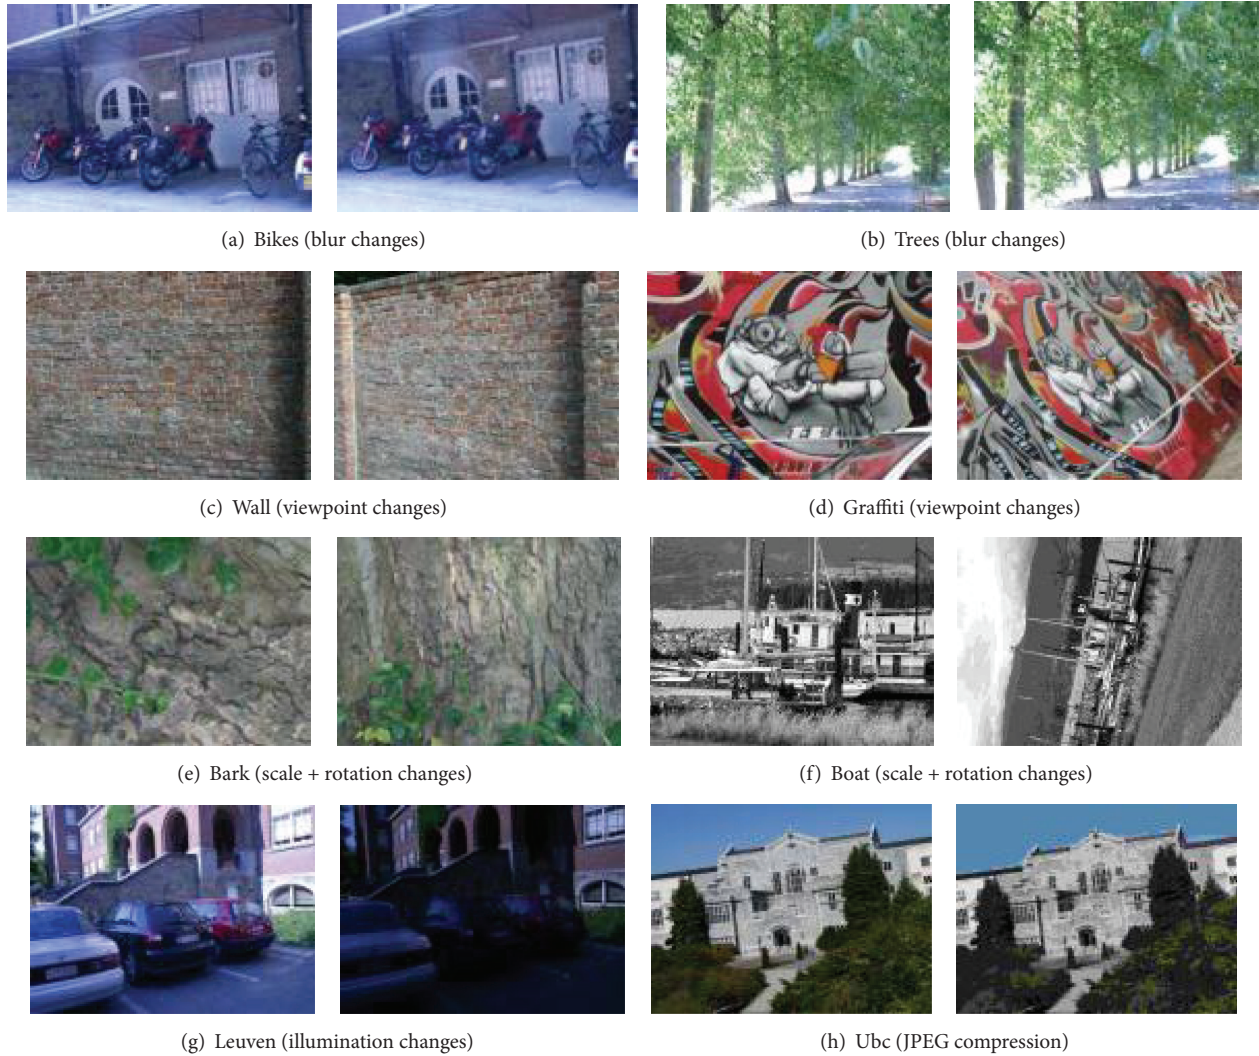 (a) Bikes (blur changes)
(b) Trees (blur changes)
(c) Wall (viewpoint changes)
(d) Graffiti (viewpoint changes)
(e) Bark (scale + rotation changes)
(f) Boat (scale + rotation changes)
(g) Leuven (illumination changes)
(h) Ubc (JPEG compression)